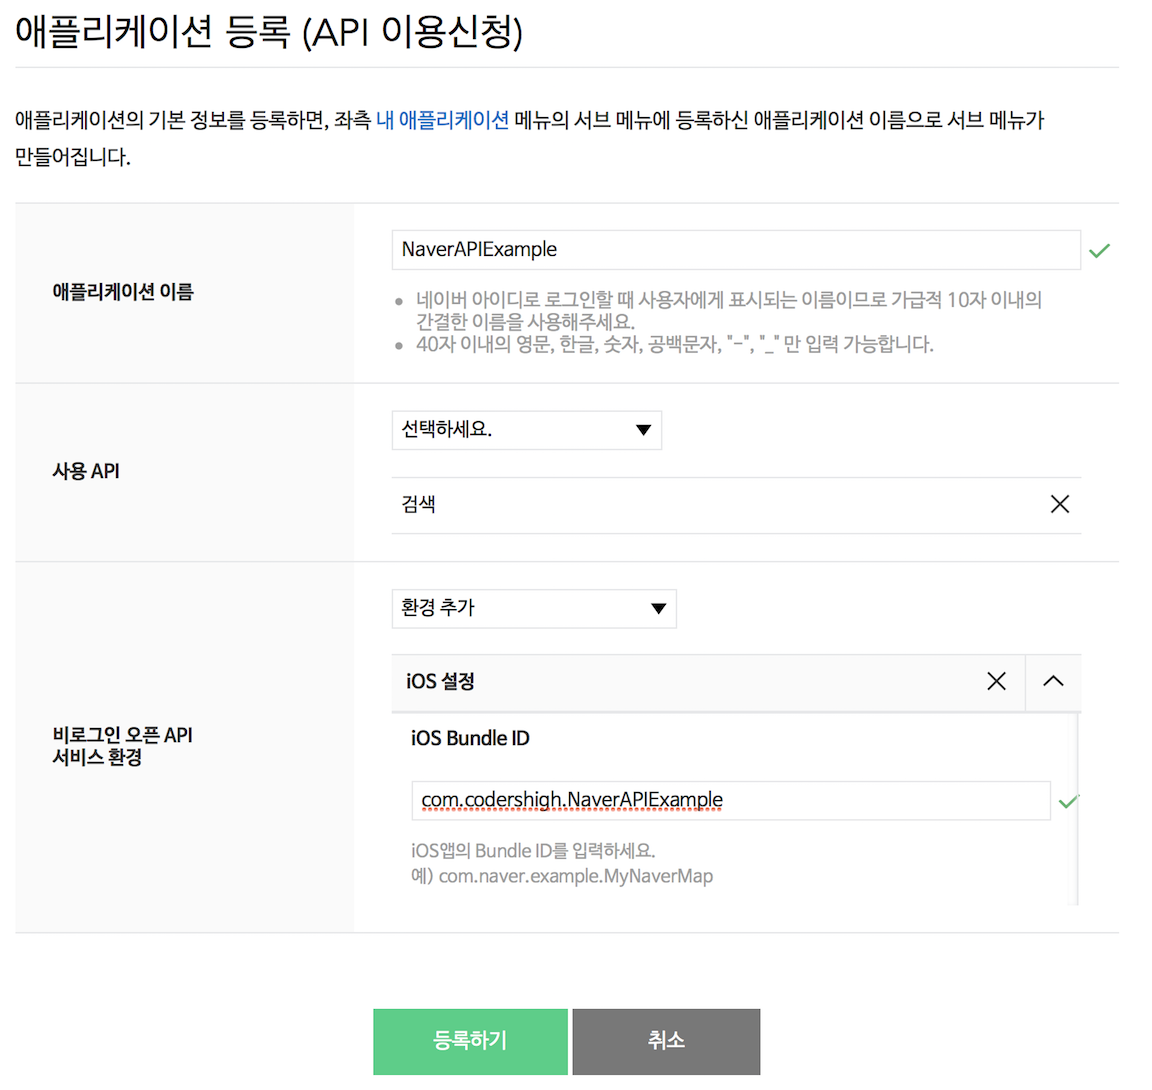 애플리케이션 등록 (API 이용신청)
애플리케이션의 기본 정보를 등록하면, 좌측 내 애플리케이션 메뉴의 서브 메뉴에 등록하신 애플리케이션 이름으로 서브 메뉴가
만들어집니다.
애플리케이션 이름
NaverAPIExample
네이버 아이디로 로그인할 때 사용자에게 표시되는 이름이므로 가급적 10자 이내의
간결한 이름을 사용해주세요.
40자 이내의 영문, 한글, 숫자, 공백문자, "-", "_" 만 입력 가능합니다.
사용 API
선택하세요.
검색
비로그인 오픈 API
서비스 환경
환경 추가
iOS 설정
iOS Bundle ID
com.codershigh.NaverAPIExample
iOS앱의 Bundle ID를 입력하세요.
예) com.naver.example.MyNaverMap
등록하기
취소